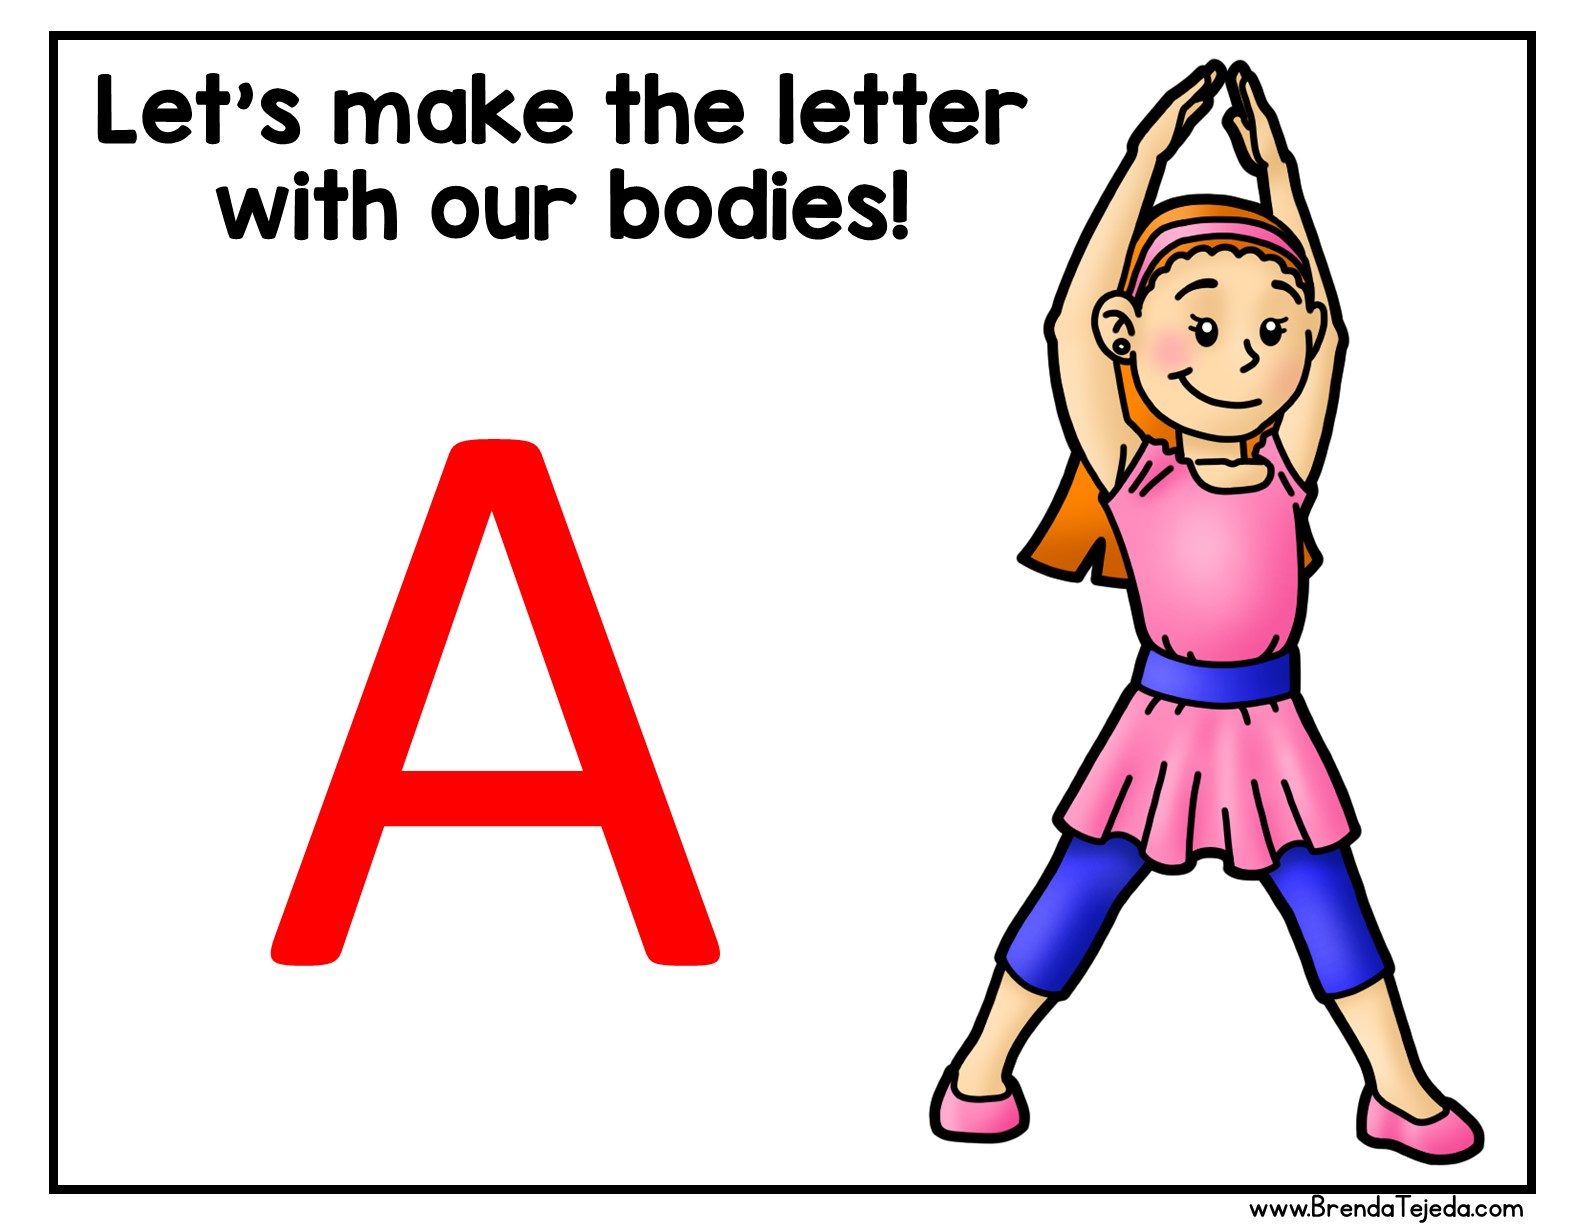 Let's make the letter
with our bodies!
A
www.BrendaTejeda.com